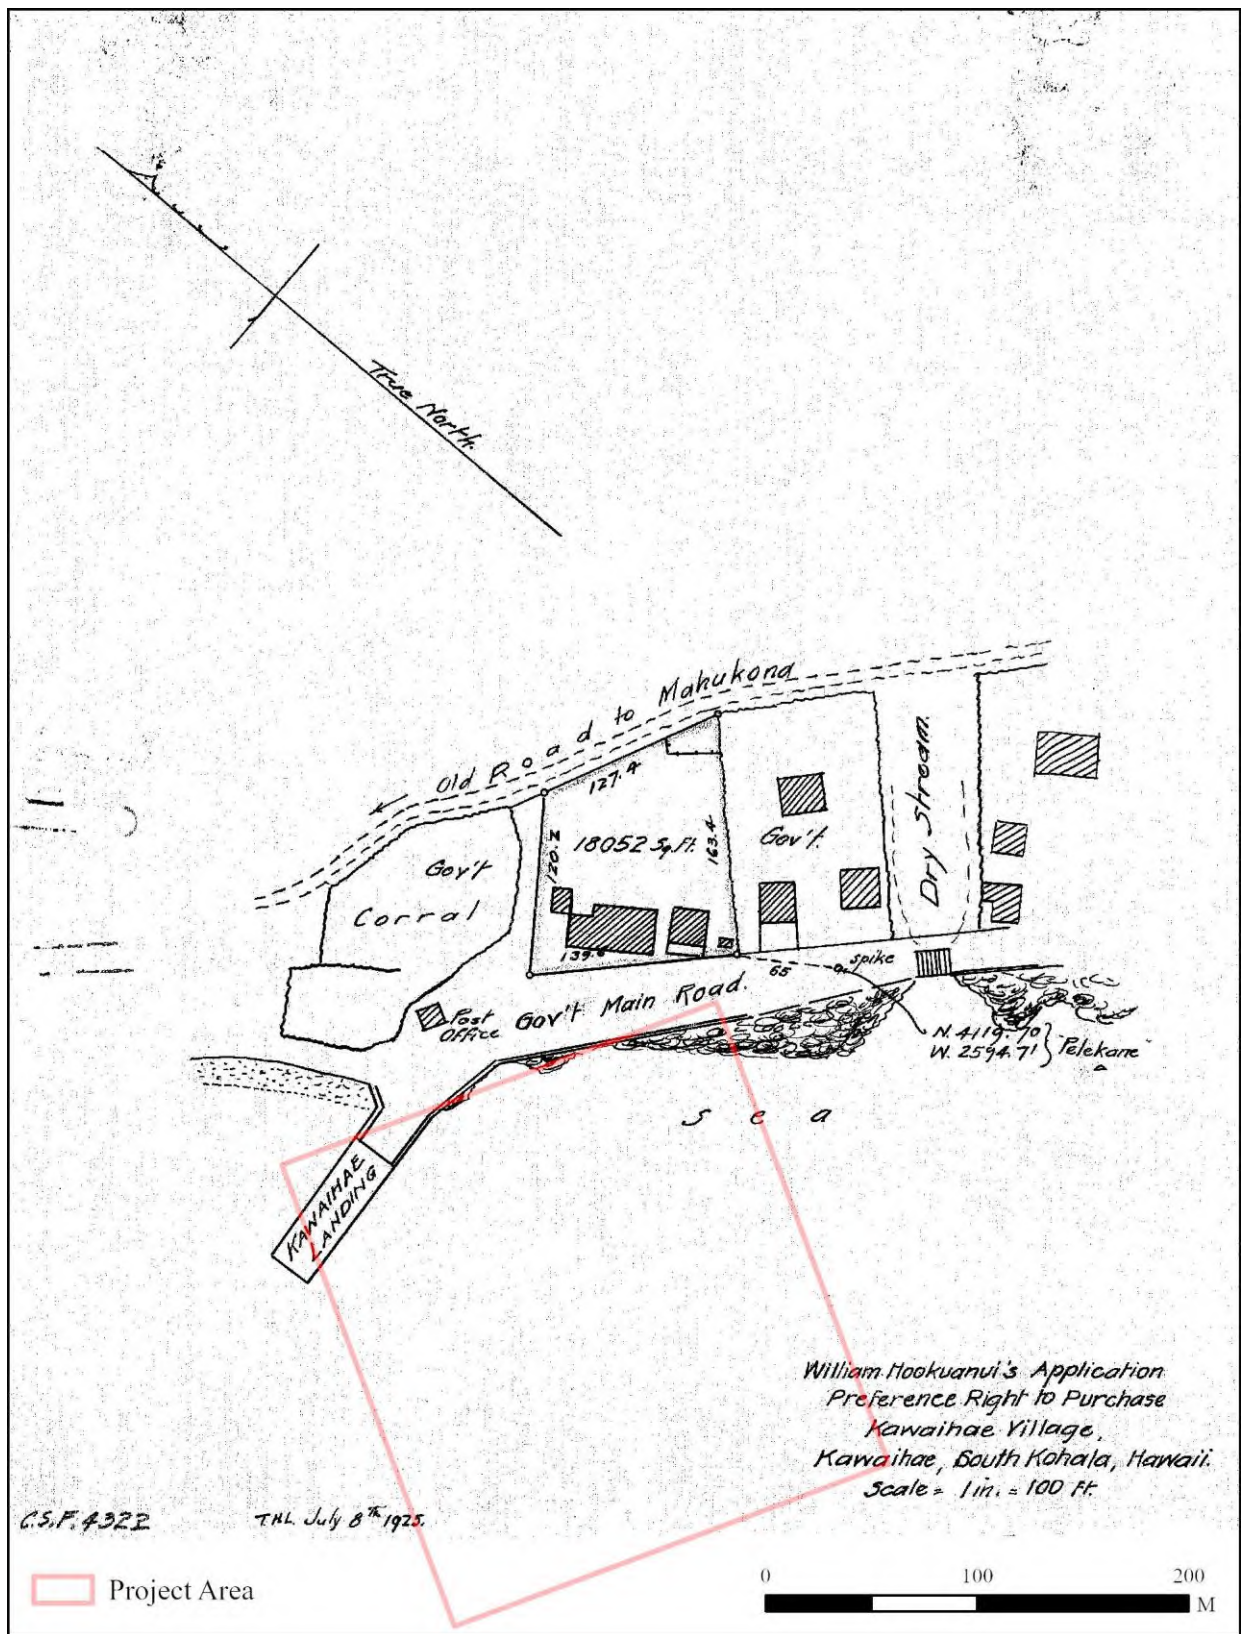 True North.
Old Road to Mahukona
127.4
120.2
18052 Sq. Ft.
163.4
Gov't.
Dry Stream.
Gov't
Corral
139.6
65
spike
Post
Office
Gov't Main Road.
N. 4119.70
W. 2594.71
"Pelekane"
Sea
KAWAIHAE
LANDING
William Hookuanui's Application
Preference Right to Purchase
Kawaihae Village,
Kawaihae, South Kohala, Hawaii.
Scale = 1 in. = 100 Ft.
C.S.F. 4322
THL July 8th 1925.
Project Area
0 100 200
M